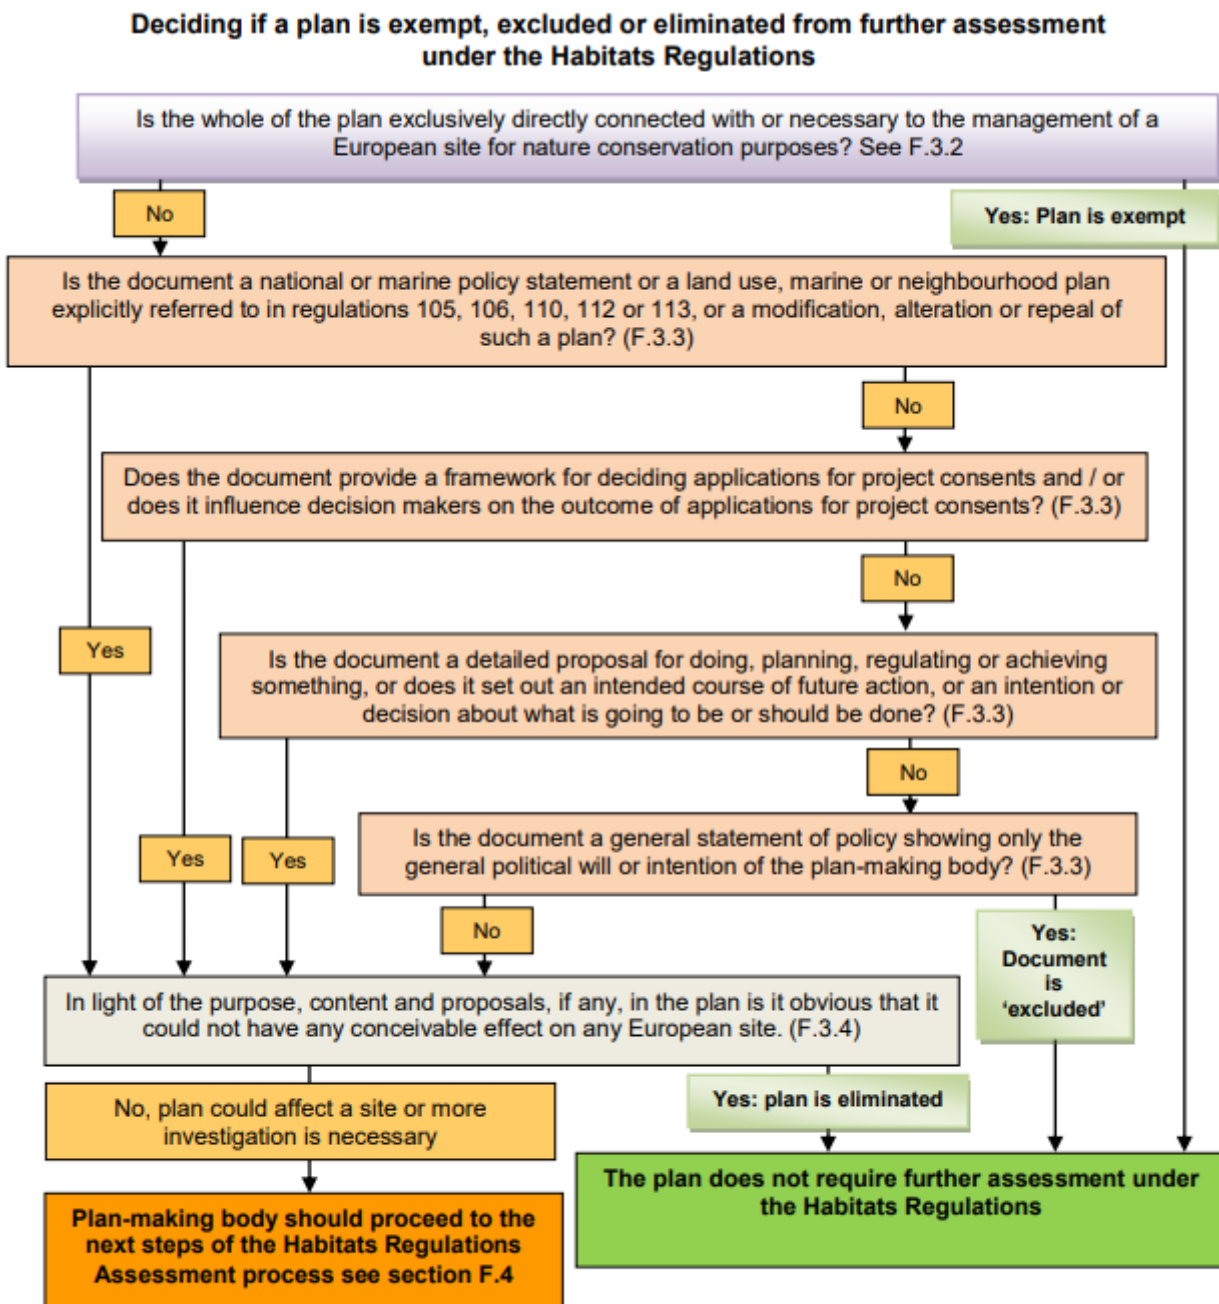 Deciding if a plan is exempt, excluded or eliminated from further assessment
under the Habitats Regulations
Is the whole of the plan exclusively directly connected with or necessary to the management of a
European site for nature conservation purposes? See F.3.2
No
Yes: Plan is exempt
Is the document a national or marine policy statement or a land use, marine or neighbourhood plan
explicitly referred to in regulations 105, 106, 110, 112 or 113, or a modification, alteration or repeal of
such a plan? (F.3.3)
No
Does the document provide a framework for deciding applications for project consents and / or
does it influence decision makers on the outcome of applications for project consents? (F.3.3)
No
Yes
Is the document a detailed proposal for doing, planning, regulating or achieving
something, or does it set out an intended course of future action, or an intention or
decision about what is going to be or should be done? (F.3.3)
No
Is the document a general statement of policy showing only the
general political will or intention of the plan-making body? (F.3.3)
Yes
Yes
No
Yes:
Document
is
‘excluded’
In light of the purpose, content and proposals, if any, in the plan is it obvious that it
could not have any conceivable effect on any European site. (F.3.4)
No, plan could affect a site or more
investigation is necessary
Yes: plan is eliminated
The plan does not require further assessment under
the Habitats Regulations
Plan-making body should proceed to the
next steps of the Habitats Regulations
Assessment process see section F.4